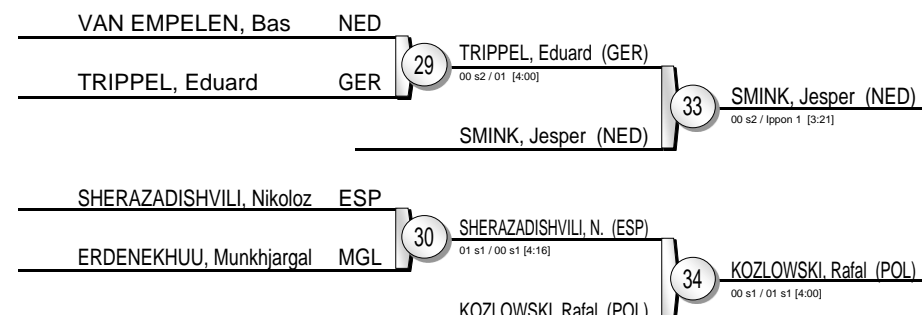 VAN EMPELEN, Bas NED
29
TRIPPEL, Eduard (GER)
00 s2 / 01 [4:00]
TRIPPEL, Eduard GER
33
SMINK, Jesper (NED)
00 s2 / Ippon 1 [3:21]
SMINK, Jesper (NED)
SHERAZADISHVILI, Nikoloz ESP
30
SHERAZADISHVILI, N. (ESP)
01 s1 / 00 s1 [4:16]
ERDENEKHUU, Munkhjargal MGL
34
KOZLOWSKI, Rafal (POL)
00 s1 / 01 s1 [4:00]
KOZLOWSKI, Rafal (POL)